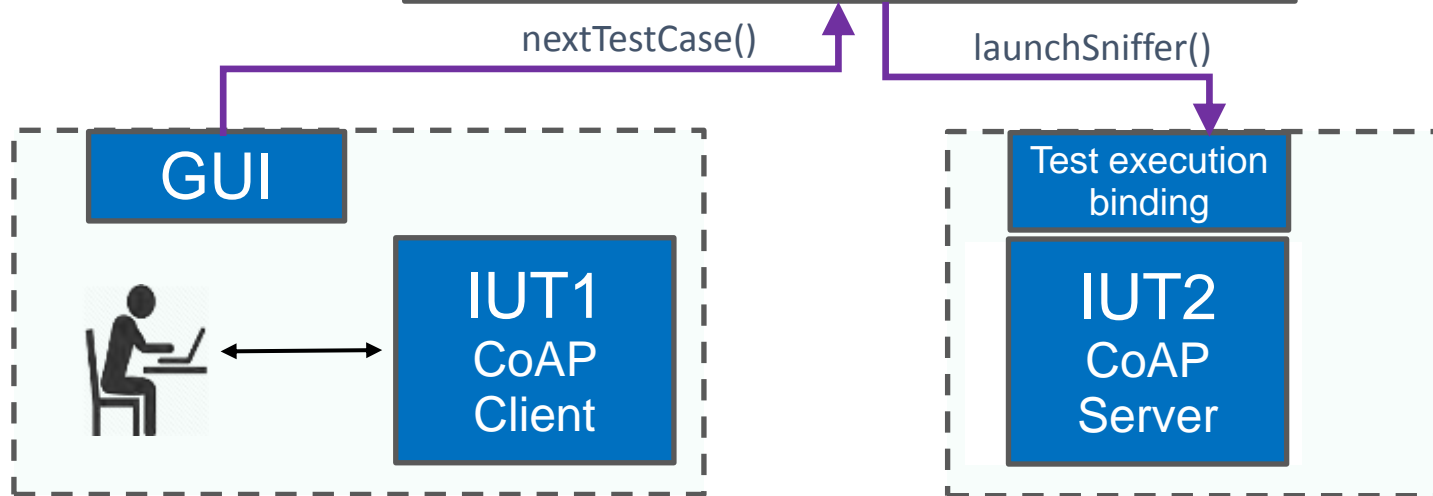 nextTestCase()
launchSniffer()
GUI
Test execution
binding
IUT1
CoAP
Client
IUT2
CoAP
Server